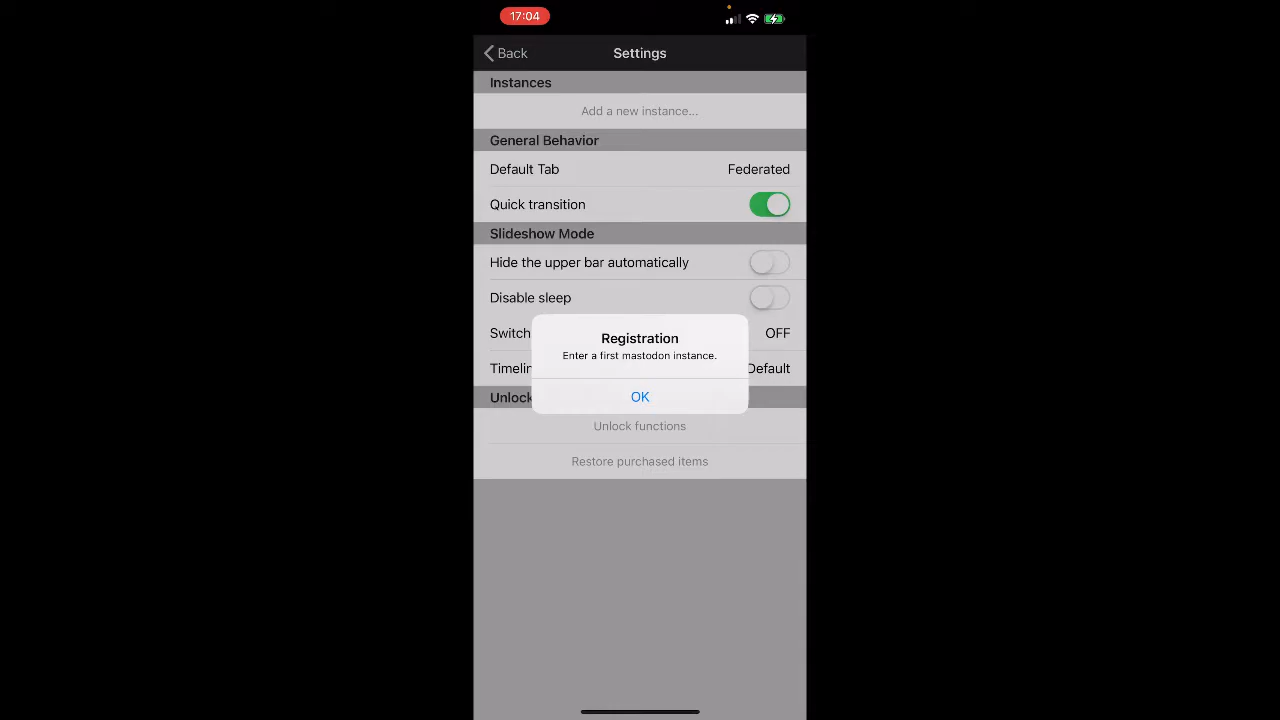 17:04
Back
Settings
Instances
Add a new instance...
General Behavior
Default Tab Federated
Quick transition
Slideshow Mode
Hide the upper bar automatically
Disable sleep
Switch OFF
Registration
Enter a first mastodon instance.
Default
OK
Unlock functions
Restore purchased items